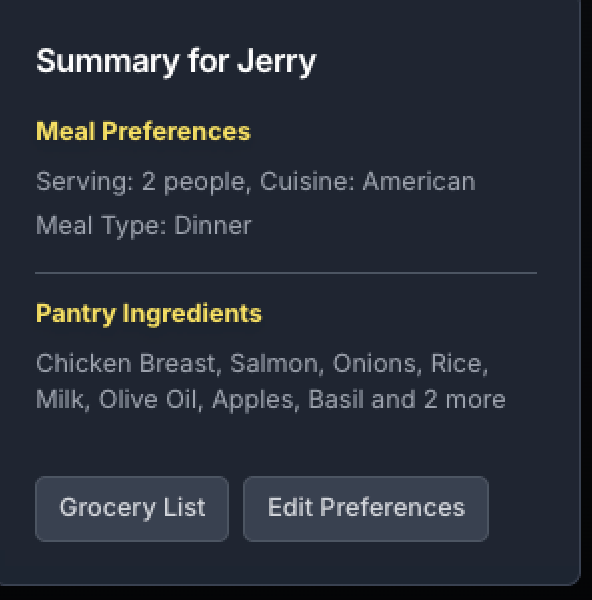 Summary for Jerry
Meal Preferences
Serving: 2 people, Cuisine: American
Meal Type: Dinner
Pantry Ingredients
Chicken Breast, Salmon, Onions, Rice,
Milk, Olive Oil, Apples, Basil and 2 more
Grocery List
Edit Preferences